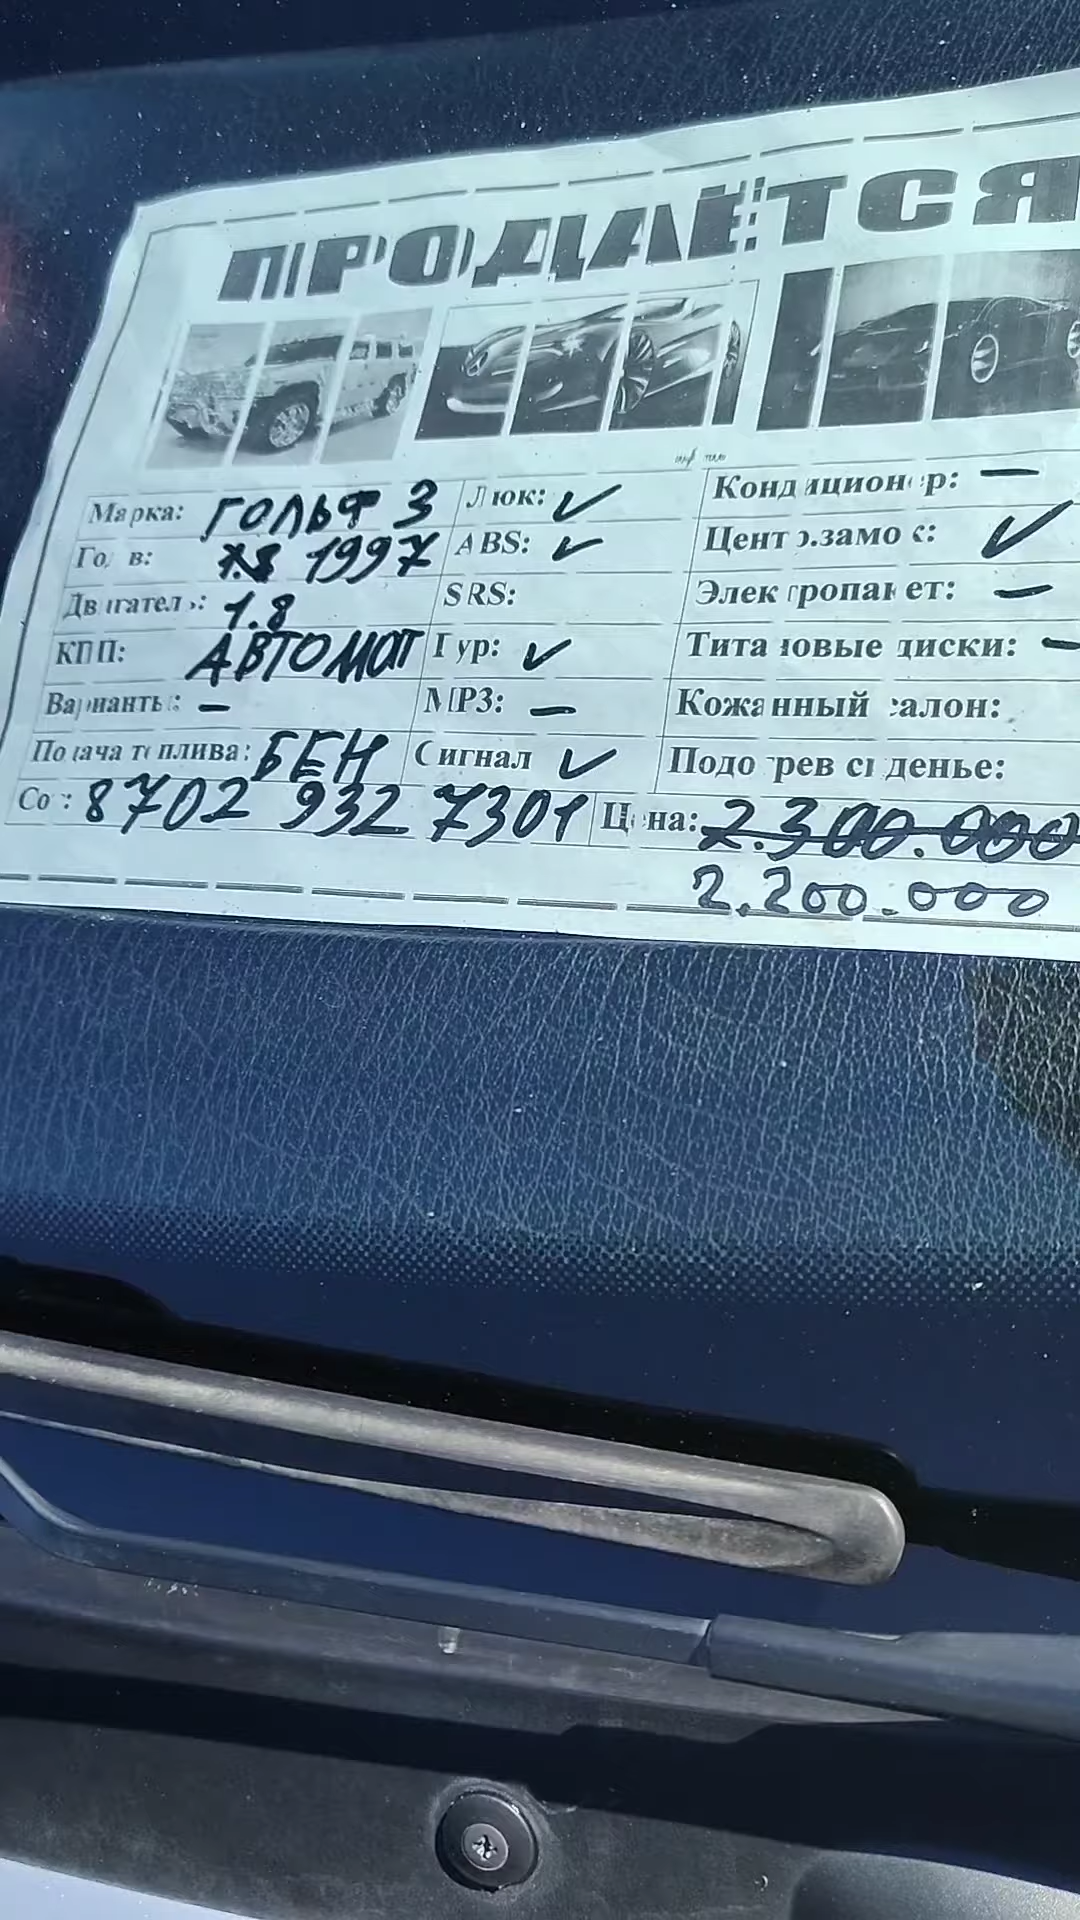 ПРОДАЁТСЯ
Марка: ГОЛЬФ 3 Люк: ✓ Кондиционер: —
Год в: 1997 ABS: ✓ Центр.замок: ✓
Двигатель: 1.8 SRS: Электропакет: —
КПП: АВТОМАТ Гур: ✓ Титановые диски: —
Варианты: — МР3: — Кожанный салон:
Подача топлива: БЕН Сигнал ✓ Подогрев сиденье:
Сот: 8702 932 7301 Цена: 2.300.000
2.200.000